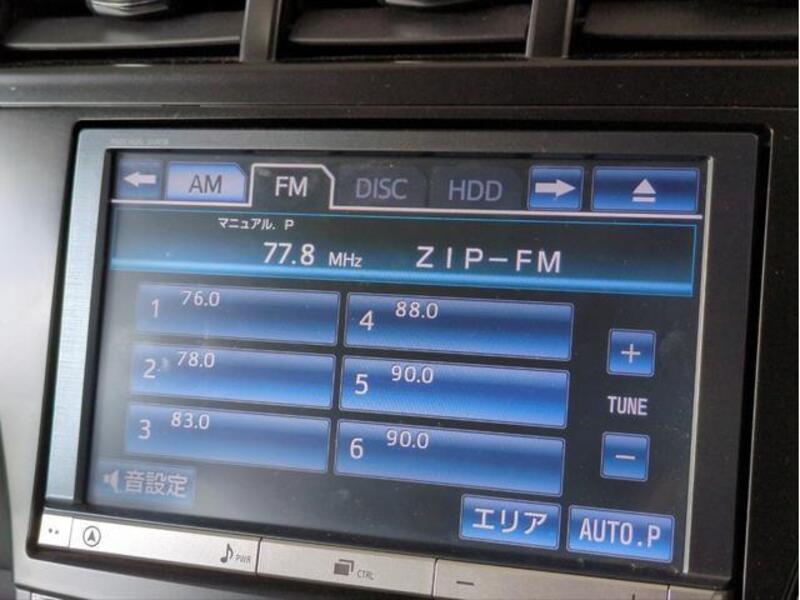 AM FM DISC HDD
マニュアル. P
77.8 MHz ZIP-FM
1 76.0
4 88.0
2 78.0
5 90.0
3 83.0
6 90.0
TUNE
音設定
エリア AUTO.P
PWR
CTRL